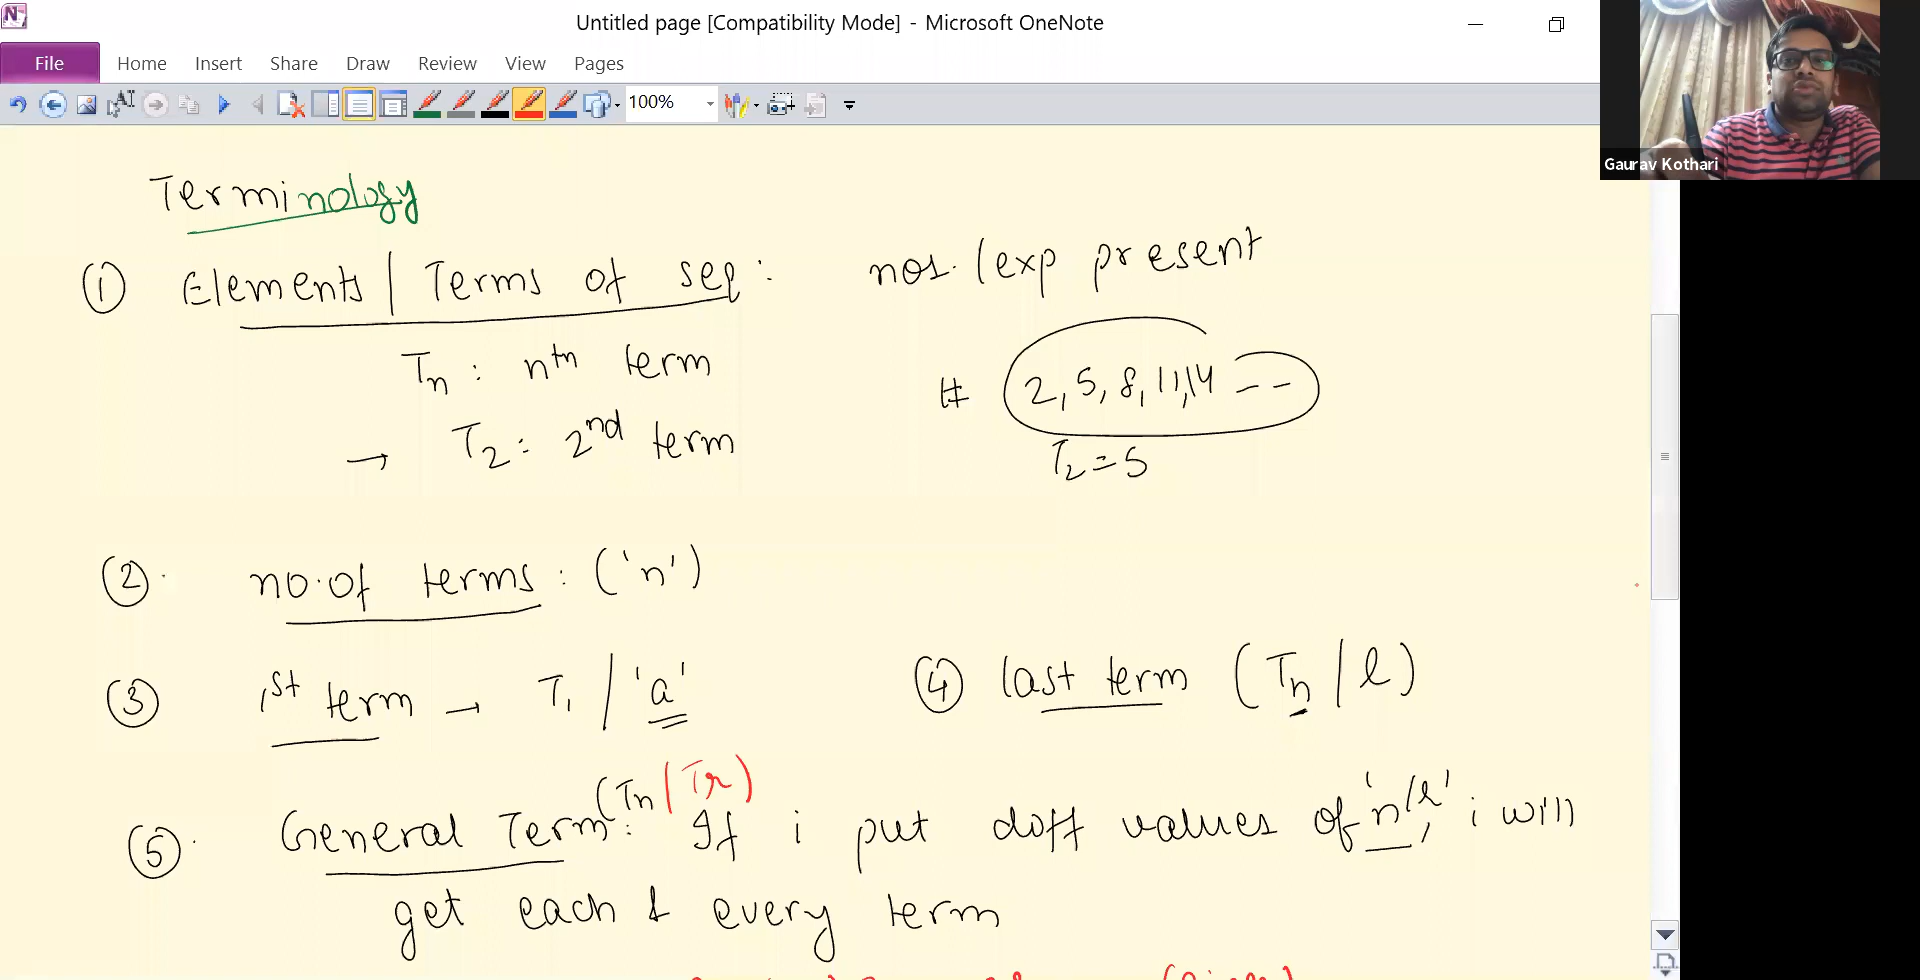 Untitled page [Compatibility Mode] - Microsoft OneNote
File Home Insert Share Draw Review View Pages
100%
Gaurav Kothari
Terminology
① Elements / Terms of seq : nos. / exp present
Tn : nth term
# 2, 5, 8, 11, 14 - -
→ T2 : 2nd term
T2 = 5
② no. of terms : ('n')
③ 1st term → T1 / 'a'
④ last term (Tn / l)
⑤ General Term : (Tn / Tr) If i put diff values of 'n/r', i will
get each & every term